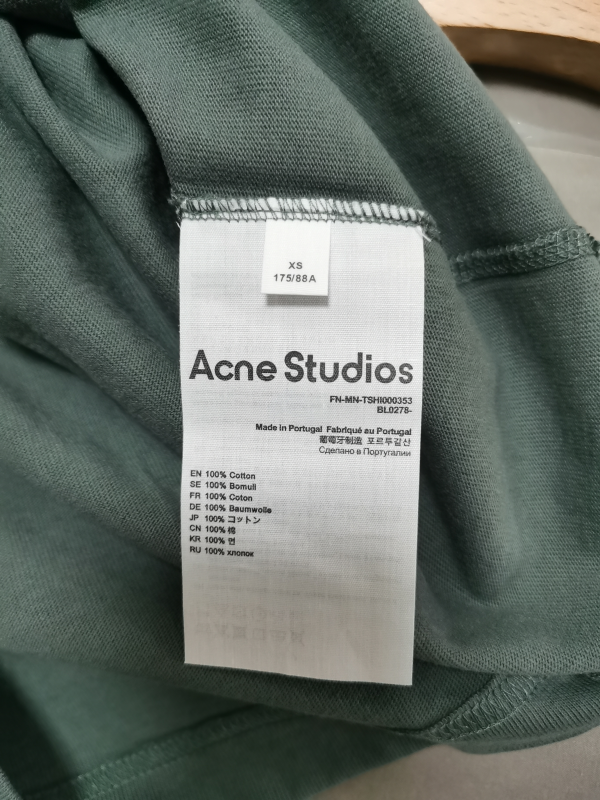 XS
175/88A
Acne Studios
FN-MN-TSHI000353
BL0278-
Made in Portugal Fabriqué au Portugal
葡萄牙制造 포르투갈산
Сделано в Португалии
EN 100% Cotton
SE 100% Bomull
FR 100% Coton
DE 100% Baumwolle
JP 100% コットン
CN 100% 棉
KR 100% 면
RU 100% хлопок